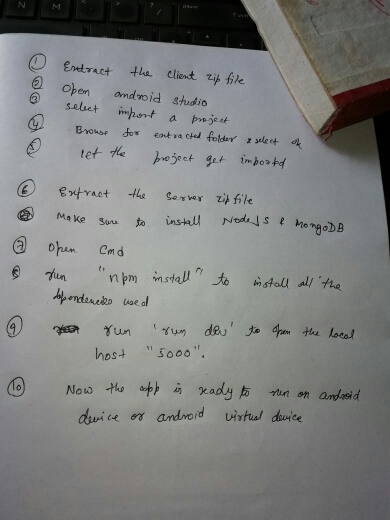 ① Extract the client zip file
② Open android studio
③ select import a project
④ Browse for extracted folder & select ok
⑤ let the project get importd
⑥ Extract the server zip file
Make sure to install NodeJS & MongoDB
⑦ Open Cmd
⑧ run "npm install" to install all the
dependencies used
⑨ run 'run dev' to open the local
host "5000".
⑩ Now the app is ready to run on android
device or android virtual device